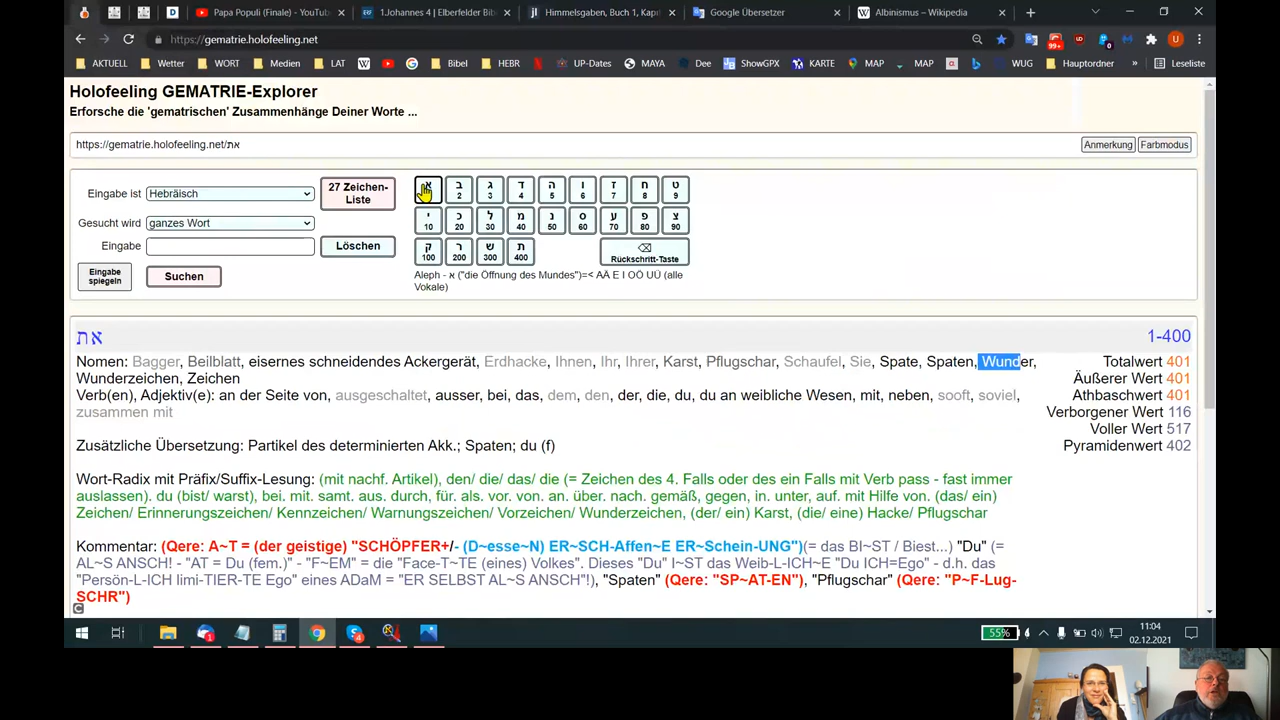 Papa Populi (Finale) - YouTu
1.Johannes 4 | Elberfelder Bib
Himmelsgaben, Buch 1, Kapi
Google Übersetzer
Albinismus – Wikipedia
https://gematrie.holofeeling.net
AKTUELL Wetter WORT Medien LAT Bibel HEBR UP-Dates MAYA Dee ShowGPX KARTE MAP MAP WUG Hauptordner » Leseliste
Holofeeling GEMATRIE-Explorer
Erforsche die 'gematrischen' Zusammenhänge Deiner Worte ...
https://gematrie.holofeeling.net/את
Anmerkung Farbmodus
Eingabe ist Hebräisch
27 Zeichen-
Liste
Gesucht wird ganzes Wort
Eingabe
Löschen
Eingabe
spiegeln
Suchen
א ב ג ד ה ו ז ח ט
2 3 4 5 6 7 8 9
י כ ל מ נ ס ע פ צ
10 20 30 40 50 60 70 80 90
ק ר ש ת ⌫
100 200 300 400 Rückschritt-Taste
Aleph - א ("die Öffnung des Mundes")=< AÄ E I OÖ UÜ (alle
Vokale)
את 1-400
Nomen: Bagger, Beilblatt, eisernes schneidendes Ackergerät, Erdhacke, Ihnen, Ihr, Ihrer, Karst, Pflugschar, Schaufel, Sie, Spate, Spaten, Wunder,
Wunderzeichen, Zeichen
Verb(en), Adjektiv(e): an der Seite von, ausgeschaltet, ausser, bei, das, dem, den, der, die, du, du an weibliche Wesen, mit, neben, sooft, soviel,
zusammen mit
Totalwert 401
Äußerer Wert 401
Athbaschwert 401
Verborgener Wert 116
Voller Wert 517
Pyramidenwert 402
Zusätzliche Übersetzung: Partikel des determinierten Akk.; Spaten; du (f)
Wort-Radix mit Präfix/Suffix-Lesung: (mit nachf. Artikel), den/ die/ das/ die (= Zeichen des 4. Falls oder des ein Falls mit Verb pass - fast immer
auslassen). du (bist/ warst), bei. mit. samt. aus. durch, für. als. vor. von. an. über. nach. gemäß, gegen, in. unter, auf. mit Hilfe von. (das/ ein)
Zeichen/ Erinnerungszeichen/ Kennzeichen/ Warnungszeichen/ Vorzeichen/ Wunderzeichen, (der/ ein) Karst, (die/ eine) Hacke/ Pflugschar
Kommentar: (Qere: A~T = (der geistige) "SCHÖPFER+/- (D~esse~N) ER~SCH-Affen~E ER~Schein-UNG")(= das BI~ST / Biest...) "Du" (=
AL~S ANSCH! - "AT = Du (fem.)" - "F~EM" = die "Face-T~TE (eines) Volkes". Dieses "Du" I~ST das Weib-L-ICH~E "Du ICH=Ego" - d.h. das
"Persön-L-ICH limi-TIER-TE Ego" eines ADaM = "ER SELBST AL~S ANSCH"!), "Spaten" (Qere: "SP~AT-EN"), "Pflugschar" (Qere: "P~F-Lug-
SCHR")
55%
11:04
02.12.2021